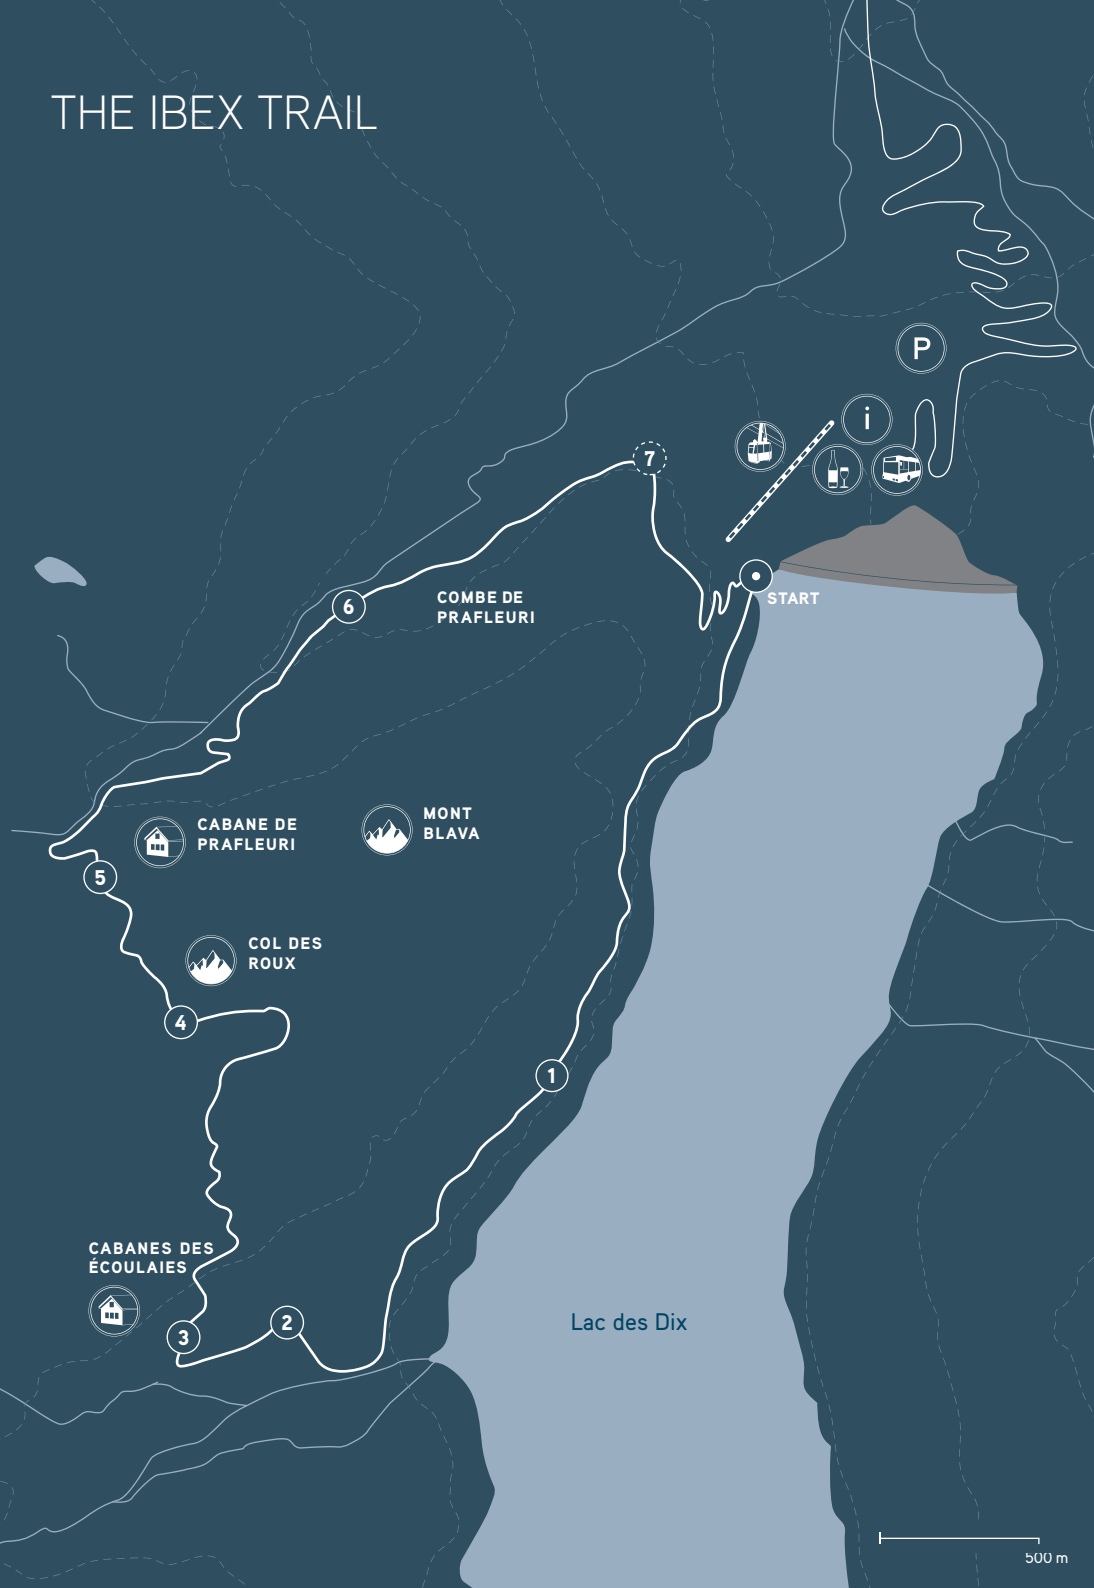 THE IBEX TRAIL
P
i
7
START
COMBE DE
PRAFLEURI
6
MONT
BLAVA
CABANE DE
PRAFLEURI
5
COL DES
ROUX
4
1
CABANES DES
ÉCOULAIES
3
2
Lac des Dix
500 m